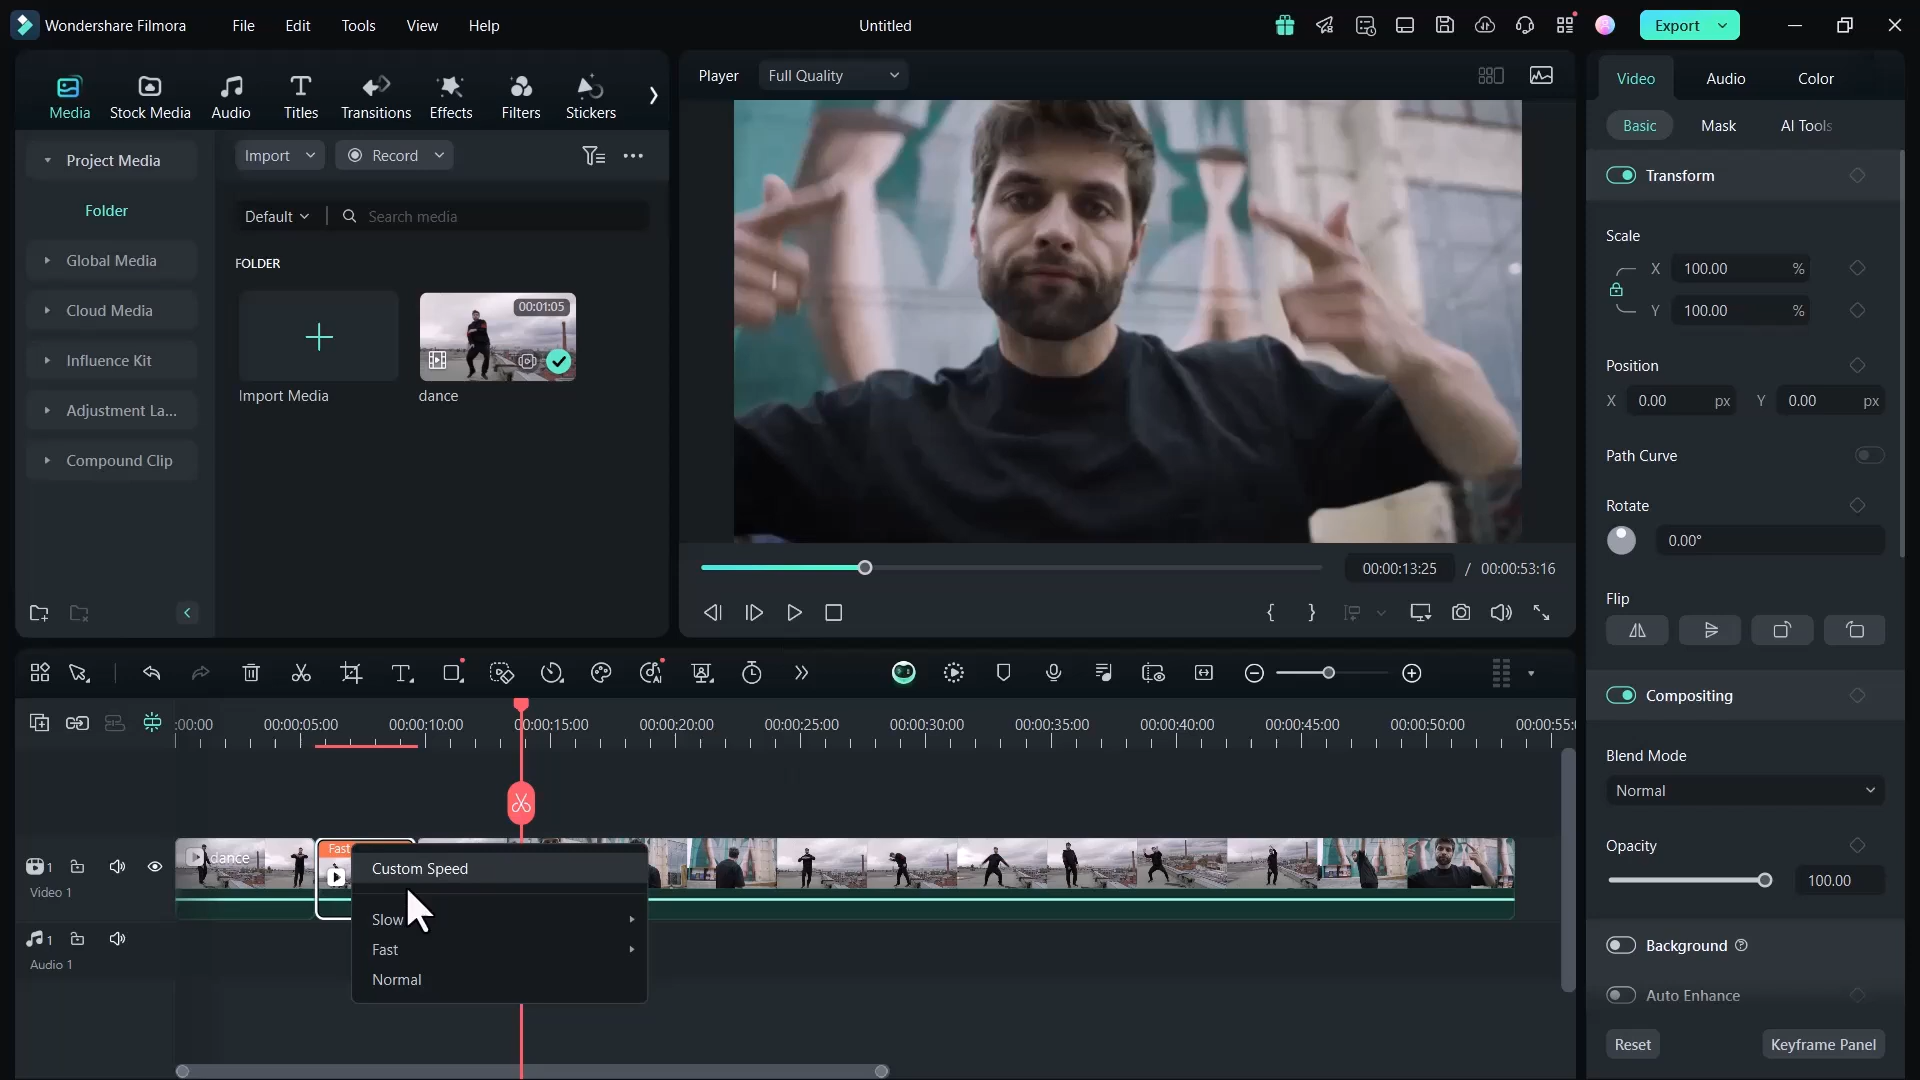 Wondershare Filmora
File
Edit
Tools
View
Help
Untitled
Export
Media
Stock Media
Audio
Titles
Transitions
Effects
Filters
Stickers
Project Media
Folder
Global Media
Cloud Media
Influence Kit
Adjustment La...
Compound Clip
Import
Record
Default
Search media
FOLDER
00:01:05
Import Media
dance
Player
Full Quality
00:00:13:25 / 00:00:53:16
Video
Audio
Color
Basic
Mask
AI Tools
Transform
Scale
X 100.00 %
Y 100.00 %
Position
X 0.00 px Y 0.00 px
Path Curve
Rotate
0.00°
Flip
Compositing
Blend Mode
Normal
Opacity
100.00
Background
Auto Enhance
Reset
Keyframe Panel
:00:00 00:00:05:00 00:00:10:00 00:00:15:00 00:00:20:00 00:00:25:00 00:00:30:00 00:00:35:00 00:00:40:00 00:00:45:00 00:00:50:00 00:00:55:
1
Video 1
dance
Fast
Custom Speed
Slow
Fast
Normal
1
Audio 1